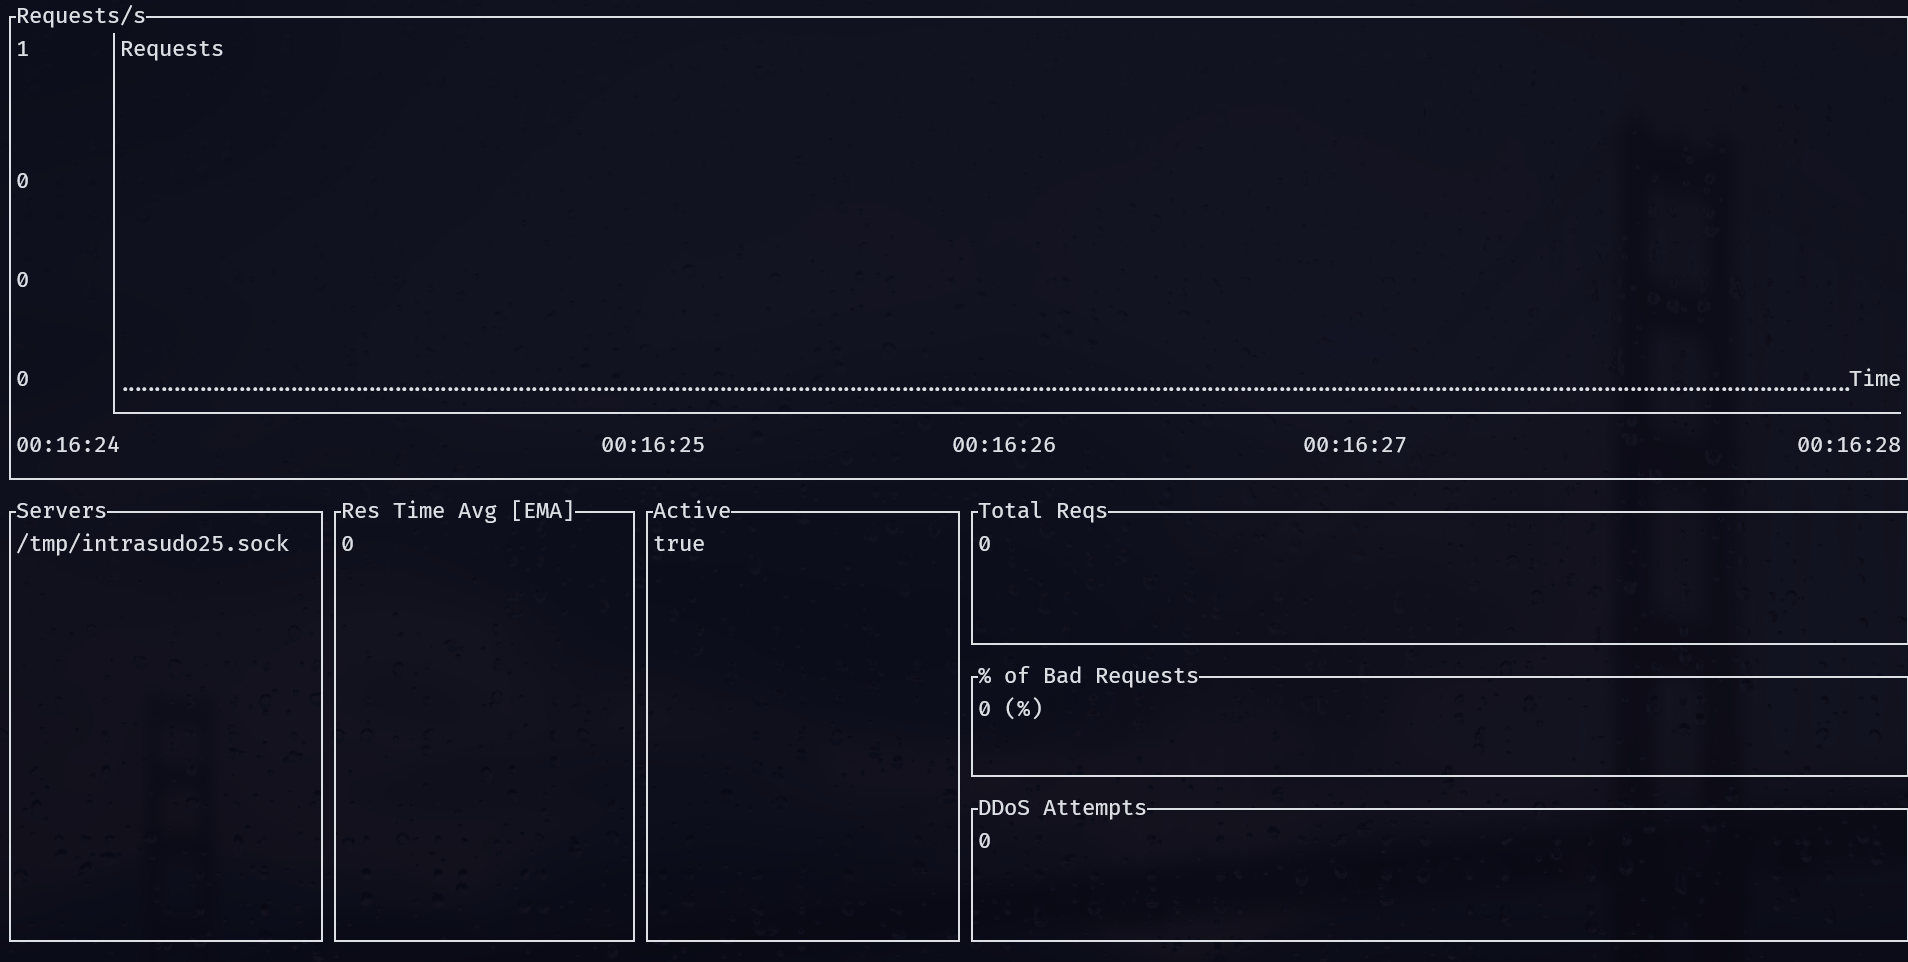 Requests/s
1
Requests
0
0
0
Time
00:16:24 00:16:25 00:16:26 00:16:27 00:16:28
Servers
/tmp/intrasudo25.sock
Res Time Avg [EMA]
0
Active
true
Total Reqs
0
% of Bad Requests
0 (%)
DDoS Attempts
0